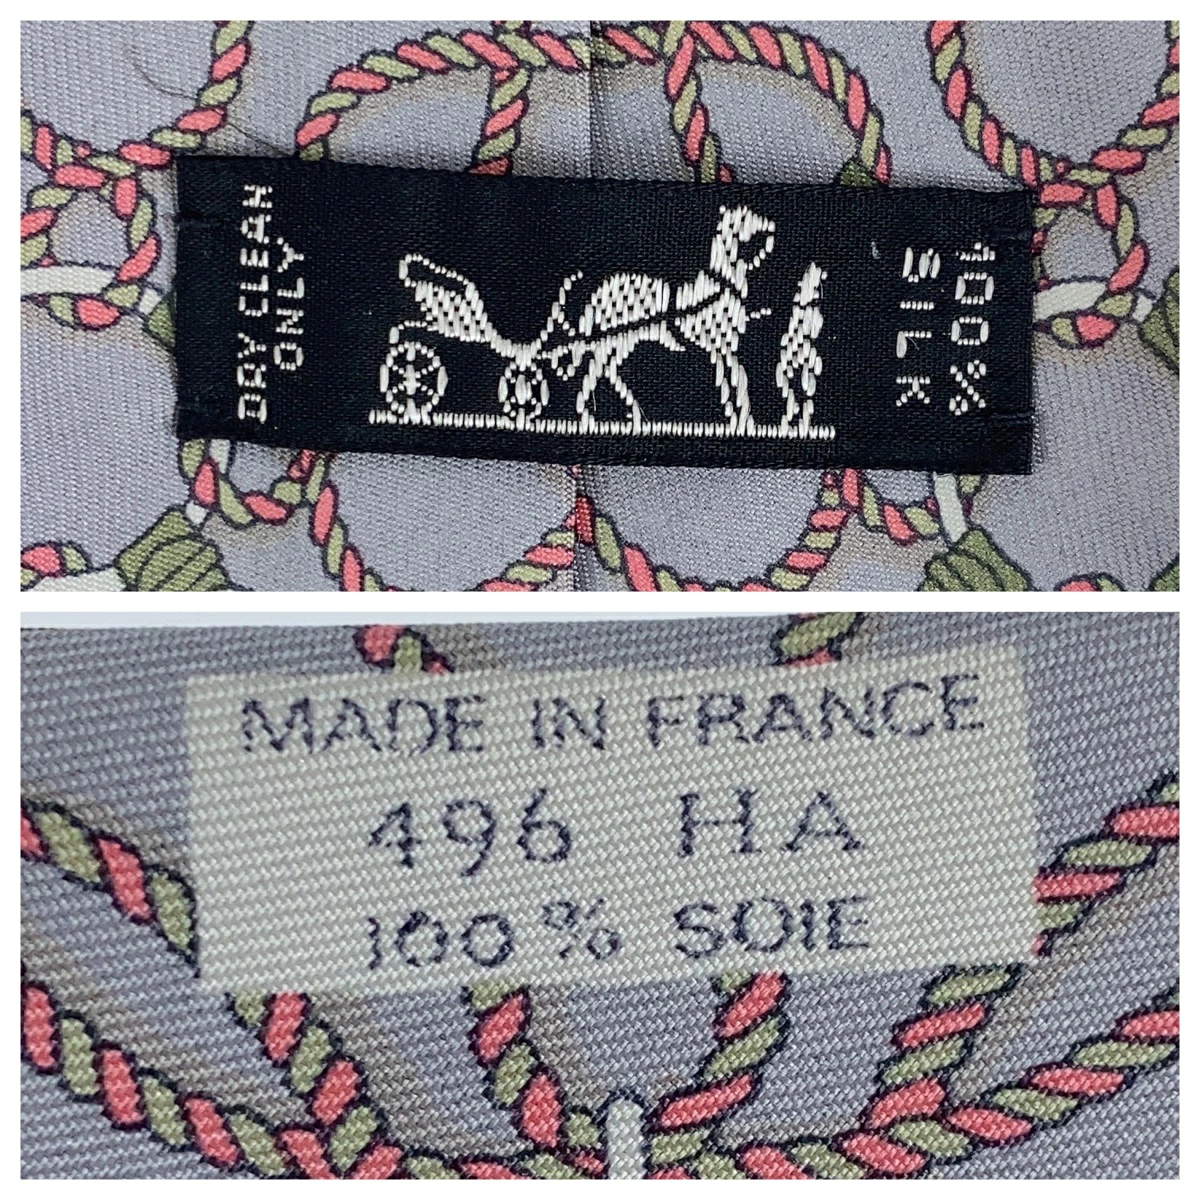 DRY CLEAN
ONLY
100%
SILK
MADE IN FRANCE
496 HA
100% SOIE